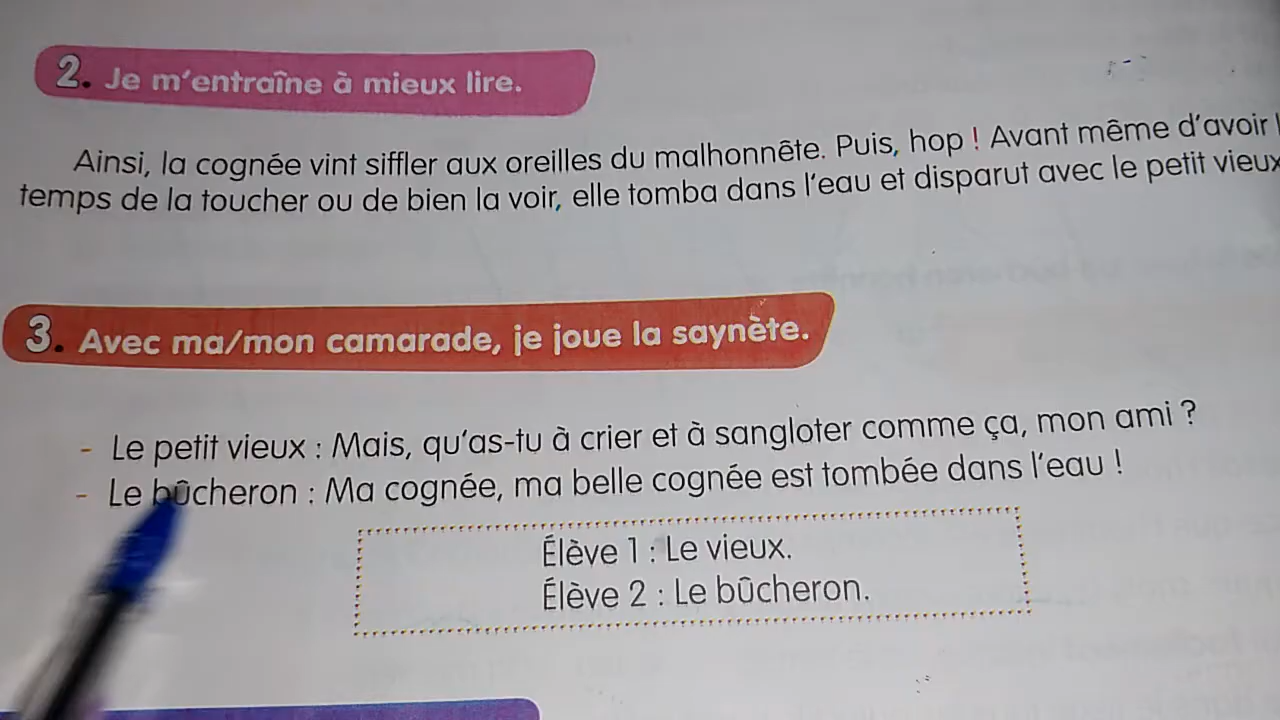 2. Je m'entraîne à mieux lire.
Ainsi, la cognée vint siffler aux oreilles du malhonnête. Puis, hop ! Avant même d'avoir
temps de la toucher ou de bien la voir, elle tomba dans l'eau et disparut avec le petit vieux
3. Avec ma/mon camarade, je joue la saynète.
- Le petit vieux : Mais, qu'as-tu à crier et à sangloter comme ça, mon ami ?
- Le bûcheron : Ma cognée, ma belle cognée est tombée dans l'eau !
Élève 1 : Le vieux.
Élève 2 : Le bûcheron.